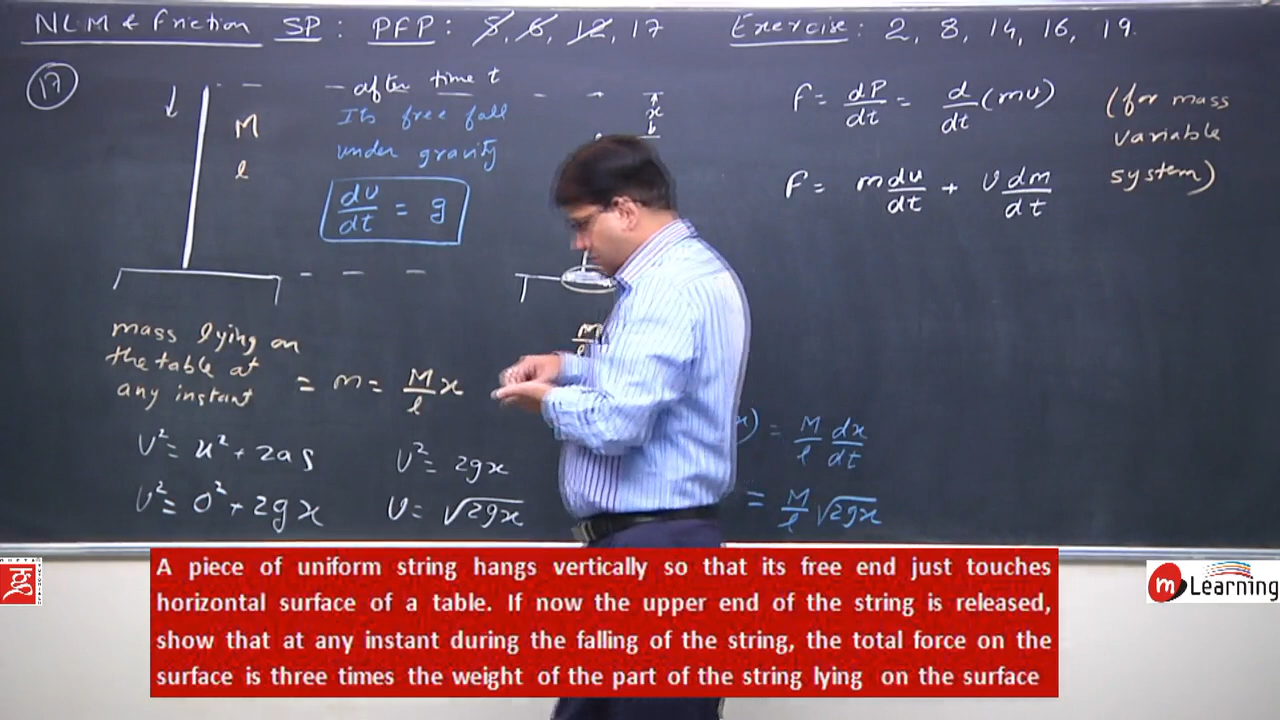 NLM & Friction SP : PFP : 5, 6, 12, 17 Exercise : 2, 8, 14, 16, 19.
17
M
l
after time t
Its free fall
under gravity
du/dt = g
x
F = dP/dt = d/dt (mv)
F = m dv/dt + v dm/dt
(for mass
variable
system)
mass lying on
the table at
any instant
= m = M/l x
M/l
v² = u² + 2as
v² = 0² + 2gx
v² = 2gx
v = √2gx
x) = M/l dx/dt
= M/l √2gx
A piece of uniform string hangs vertically so that its free end just touches
horizontal surface of a table. If now the upper end of the string is released,
show that at any instant during the falling of the string, the total force on the
surface is three times the weight of the part of the string lying on the surface
m Learning